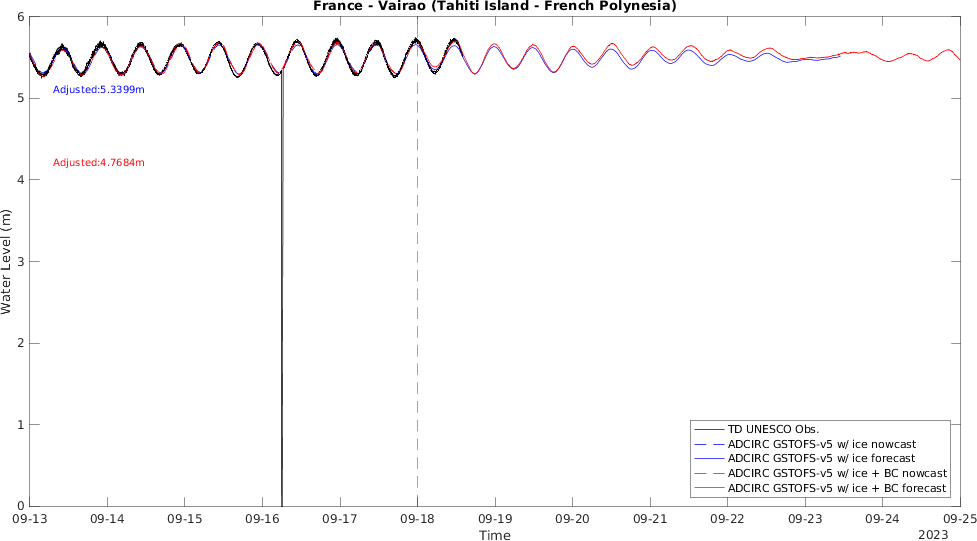 France - Vairao (Tahiti Island - French Polynesia)
6
5
4
3
2
1
0
Water Level (m)
Adjusted:5.3399m
Adjusted:4.7684m
TD UNESCO Obs.
ADCIRC GSTOFS-v5 w/ ice nowcast
ADCIRC GSTOFS-v5 w/ ice forecast
ADCIRC GSTOFS-v5 w/ ice + BC nowcast
ADCIRC GSTOFS-v5 w/ ice + BC forecast
09-13 09-14 09-15 09-16 09-17 09-18 09-19 09-20 09-21 09-22 09-23 09-24 09-25
Time
2023